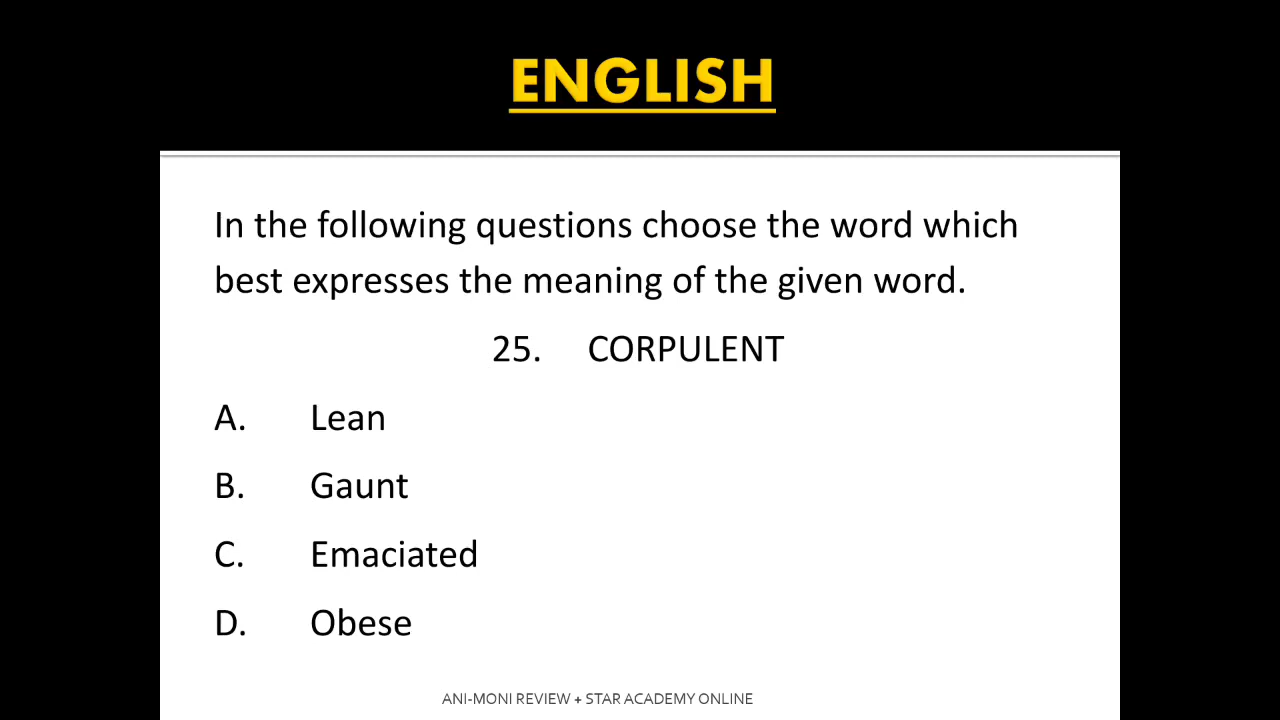 ENGLISH
In the following questions choose the word which
best expresses the meaning of the given word.
25. CORPULENT
A. Lean
B. Gaunt
C. Emaciated
D. Obese
ANI-MONI REVIEW + STAR ACADEMY ONLINE